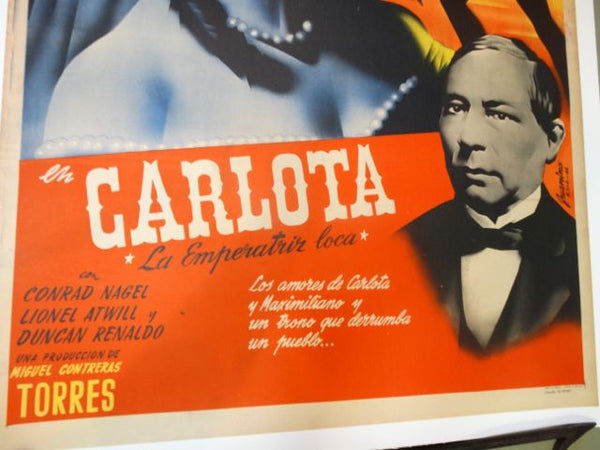 en
CARLOTA
La Emperatriz loca
con
CONRAD NAGEL
LIONEL ATWILL y
DUNCAN RENALDO
UNA PRODUCCION DE
MIGUEL CONTRERAS
TORRES
Los amores de Carlota
y Maximiliano y
un trono que derrumba
un pueblo...